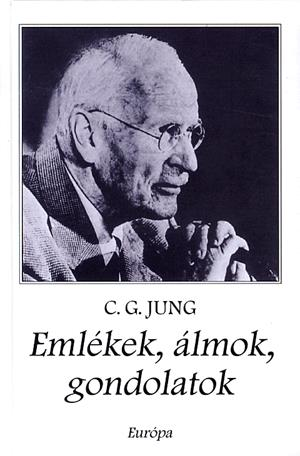 C. G. JUNG
Emlékek, álmok,
gondolatok
Európa